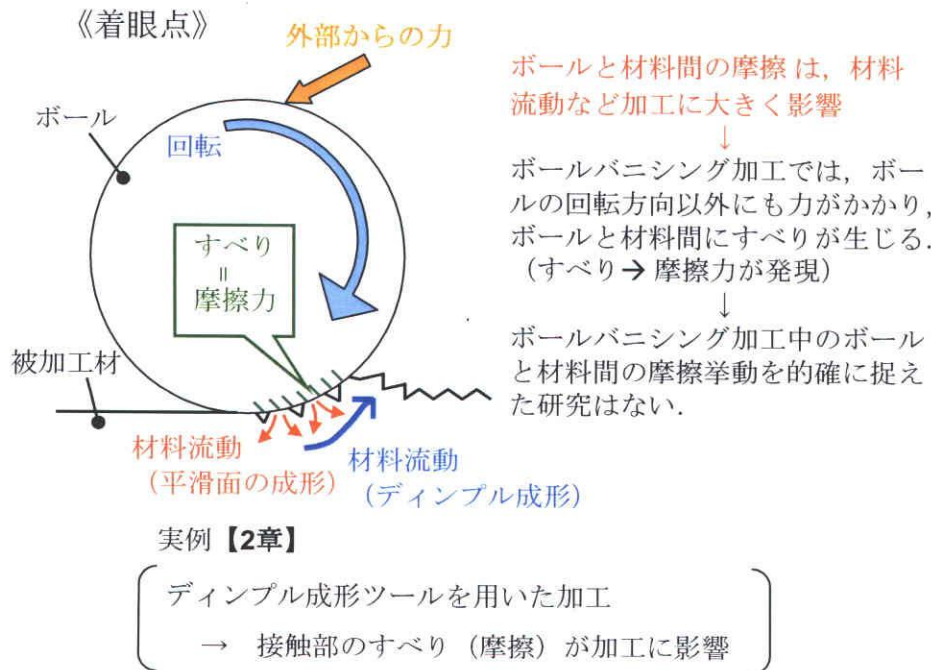 《着眼点》
外部からの力
ボール
回転
すべり
＝
摩擦力
被加工材
材料流動
（平滑面の成形）
材料流動
（ディンプル成形）
ボールと材料間の摩擦 は，材料
流動など加工に大きく影響
↓
ボールバニシング加工では，ボー
ルの回転方向以外にも力がかかり，
ボールと材料間にすべりが生じる．
（すべり→ 摩擦力が発現）
↓
ボールバニシング加工中のボール
と材料間の摩擦挙動を的確に捉え
た研究はない．
実例【2章】
ディンプル成形ツールを用いた加工
→ 接触部のすべり（摩擦）が加工に影響